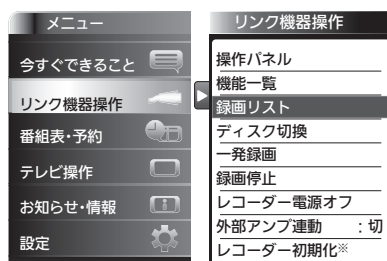 メニュー
今すぐできること
リンク機器操作
番組表・予約
テレビ操作
お知らせ・情報
設定
リンク機器操作
操作パネル
機能一覧
録画リスト
ディスク切換
一発録画
録画停止
レコーダー電源オフ
外部アンプ連動 ：切
レコーダー初期化※